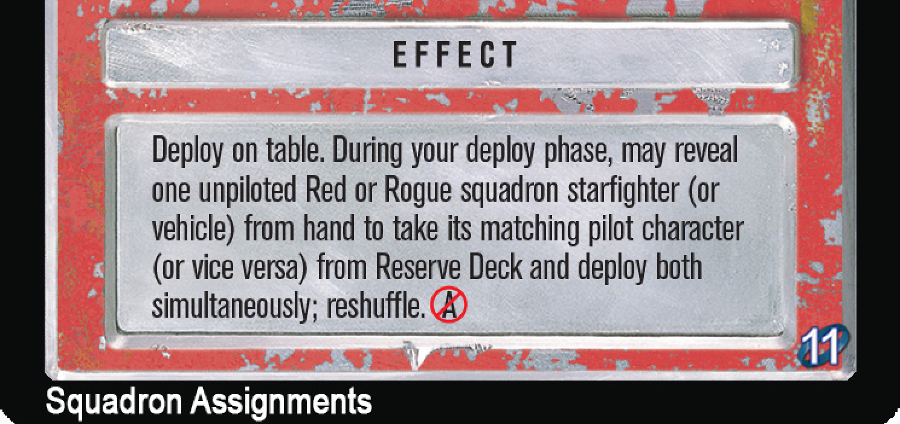 EFFECT
Deploy on table. During your deploy phase, may reveal
one unpiloted Red or Rogue squadron starfighter (or
vehicle) from hand to take its matching pilot character
(or vice versa) from Reserve Deck and deploy both
simultaneously; reshuffle. A
11
Squadron Assignments